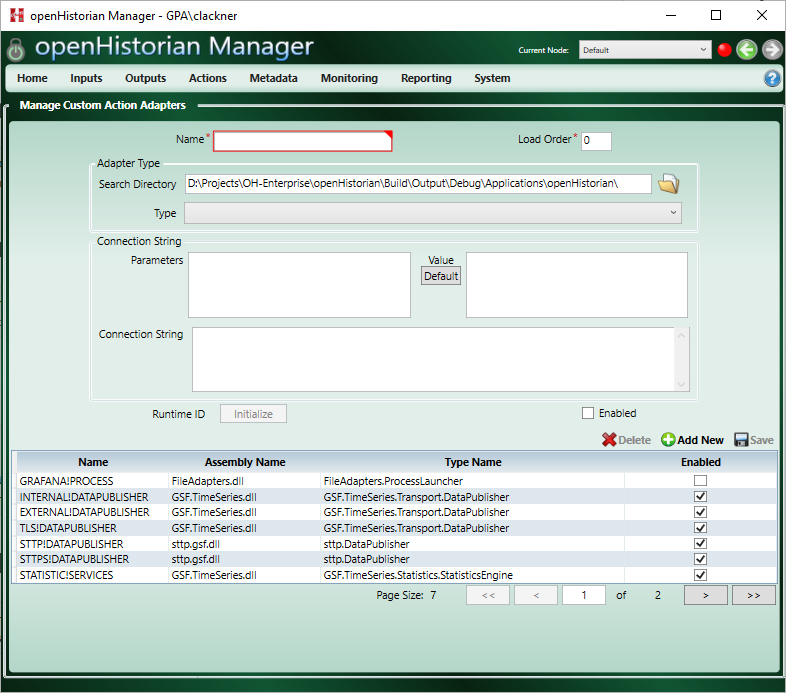 openHistorian Manager - GPA\clackner
openHistorian Manager
Current Node: Default
Home Inputs Outputs Actions Metadata Monitoring Reporting System ?
Manage Custom Action Adapters
Name* Load Order* 0
Adapter Type
Search Directory D:\Projects\OH-Enterprise\openHistorian\Build\Output\Debug\Applications\openHistorian\
Type
Connection String
Parameters Value
Default
Connection String
Runtime ID Initialize Enabled
Delete Add New Save
Name Assembly Name Type Name Enabled
GRAFANA!PROCESS FileAdapters.dll FileAdapters.ProcessLauncher
INTERNAL!DATAPUBLISHER GSF.TimeSeries.dll GSF.TimeSeries.Transport.DataPublisher
EXTERNAL!DATAPUBLISHER GSF.TimeSeries.dll GSF.TimeSeries.Transport.DataPublisher
TLS!DATAPUBLISHER GSF.TimeSeries.dll GSF.TimeSeries.Transport.DataPublisher
STTP!DATAPUBLISHER sttp.gsf.dll sttp.DataPublisher
STTPS!DATAPUBLISHER sttp.gsf.dll sttp.DataPublisher
STATISTIC!SERVICES GSF.TimeSeries.dll GSF.TimeSeries.Statistics.StatisticsEngine
Page Size: 7 << < 1 of 2 > >>